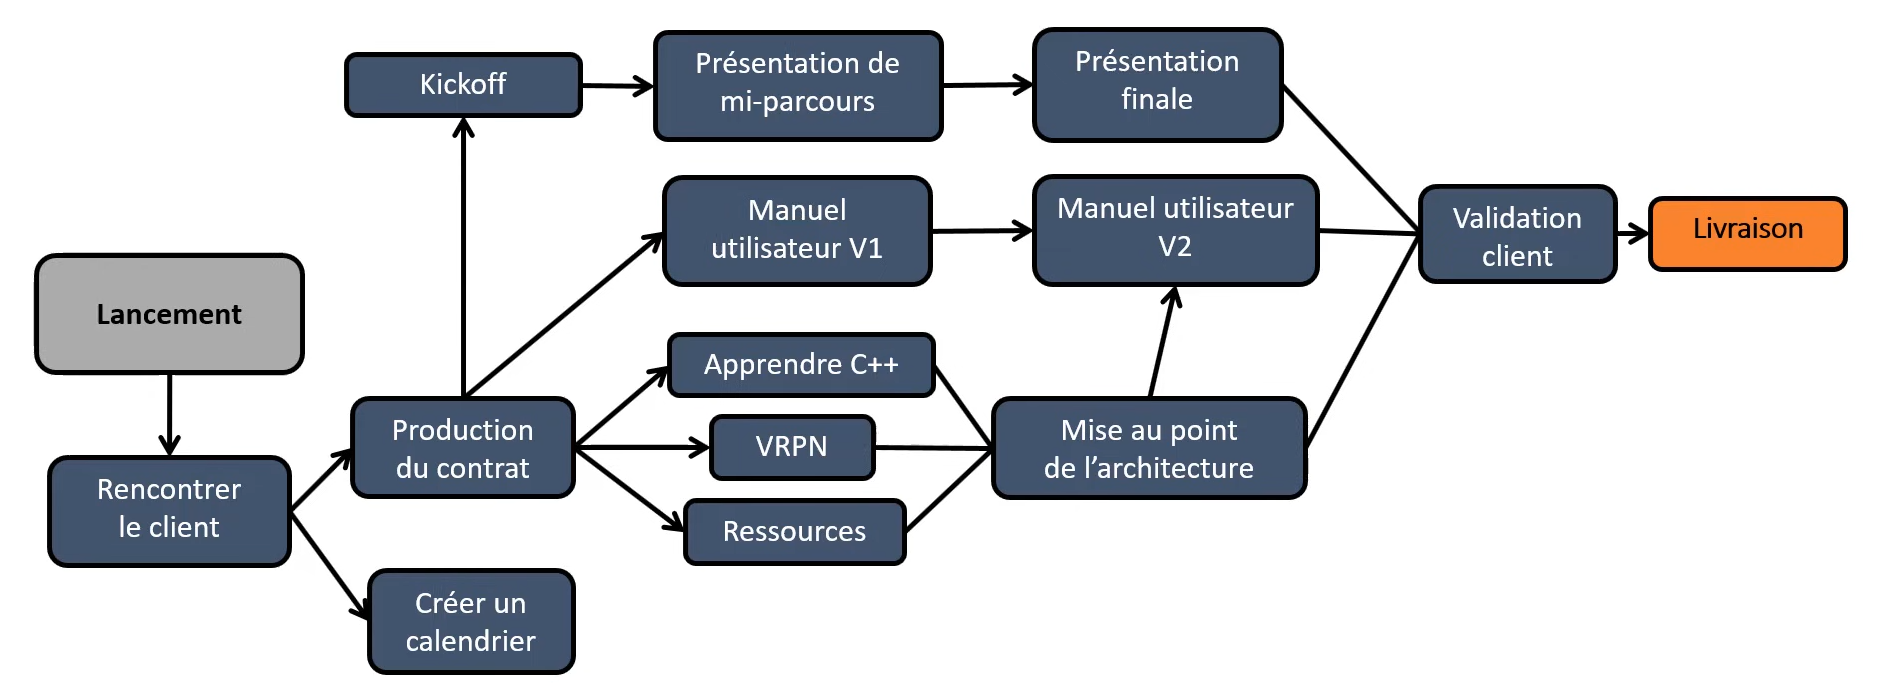 Kickoff
Présentation de
mi-parcours
Présentation
finale
Manuel
utilisateur V1
Manuel utilisateur
V2
Validation
client
Livraison
Lancement
Apprendre C++
Production
du contrat
VRPN
Mise au point
de l’architecture
Rencontrer
le client
Ressources
Créer un
calendrier